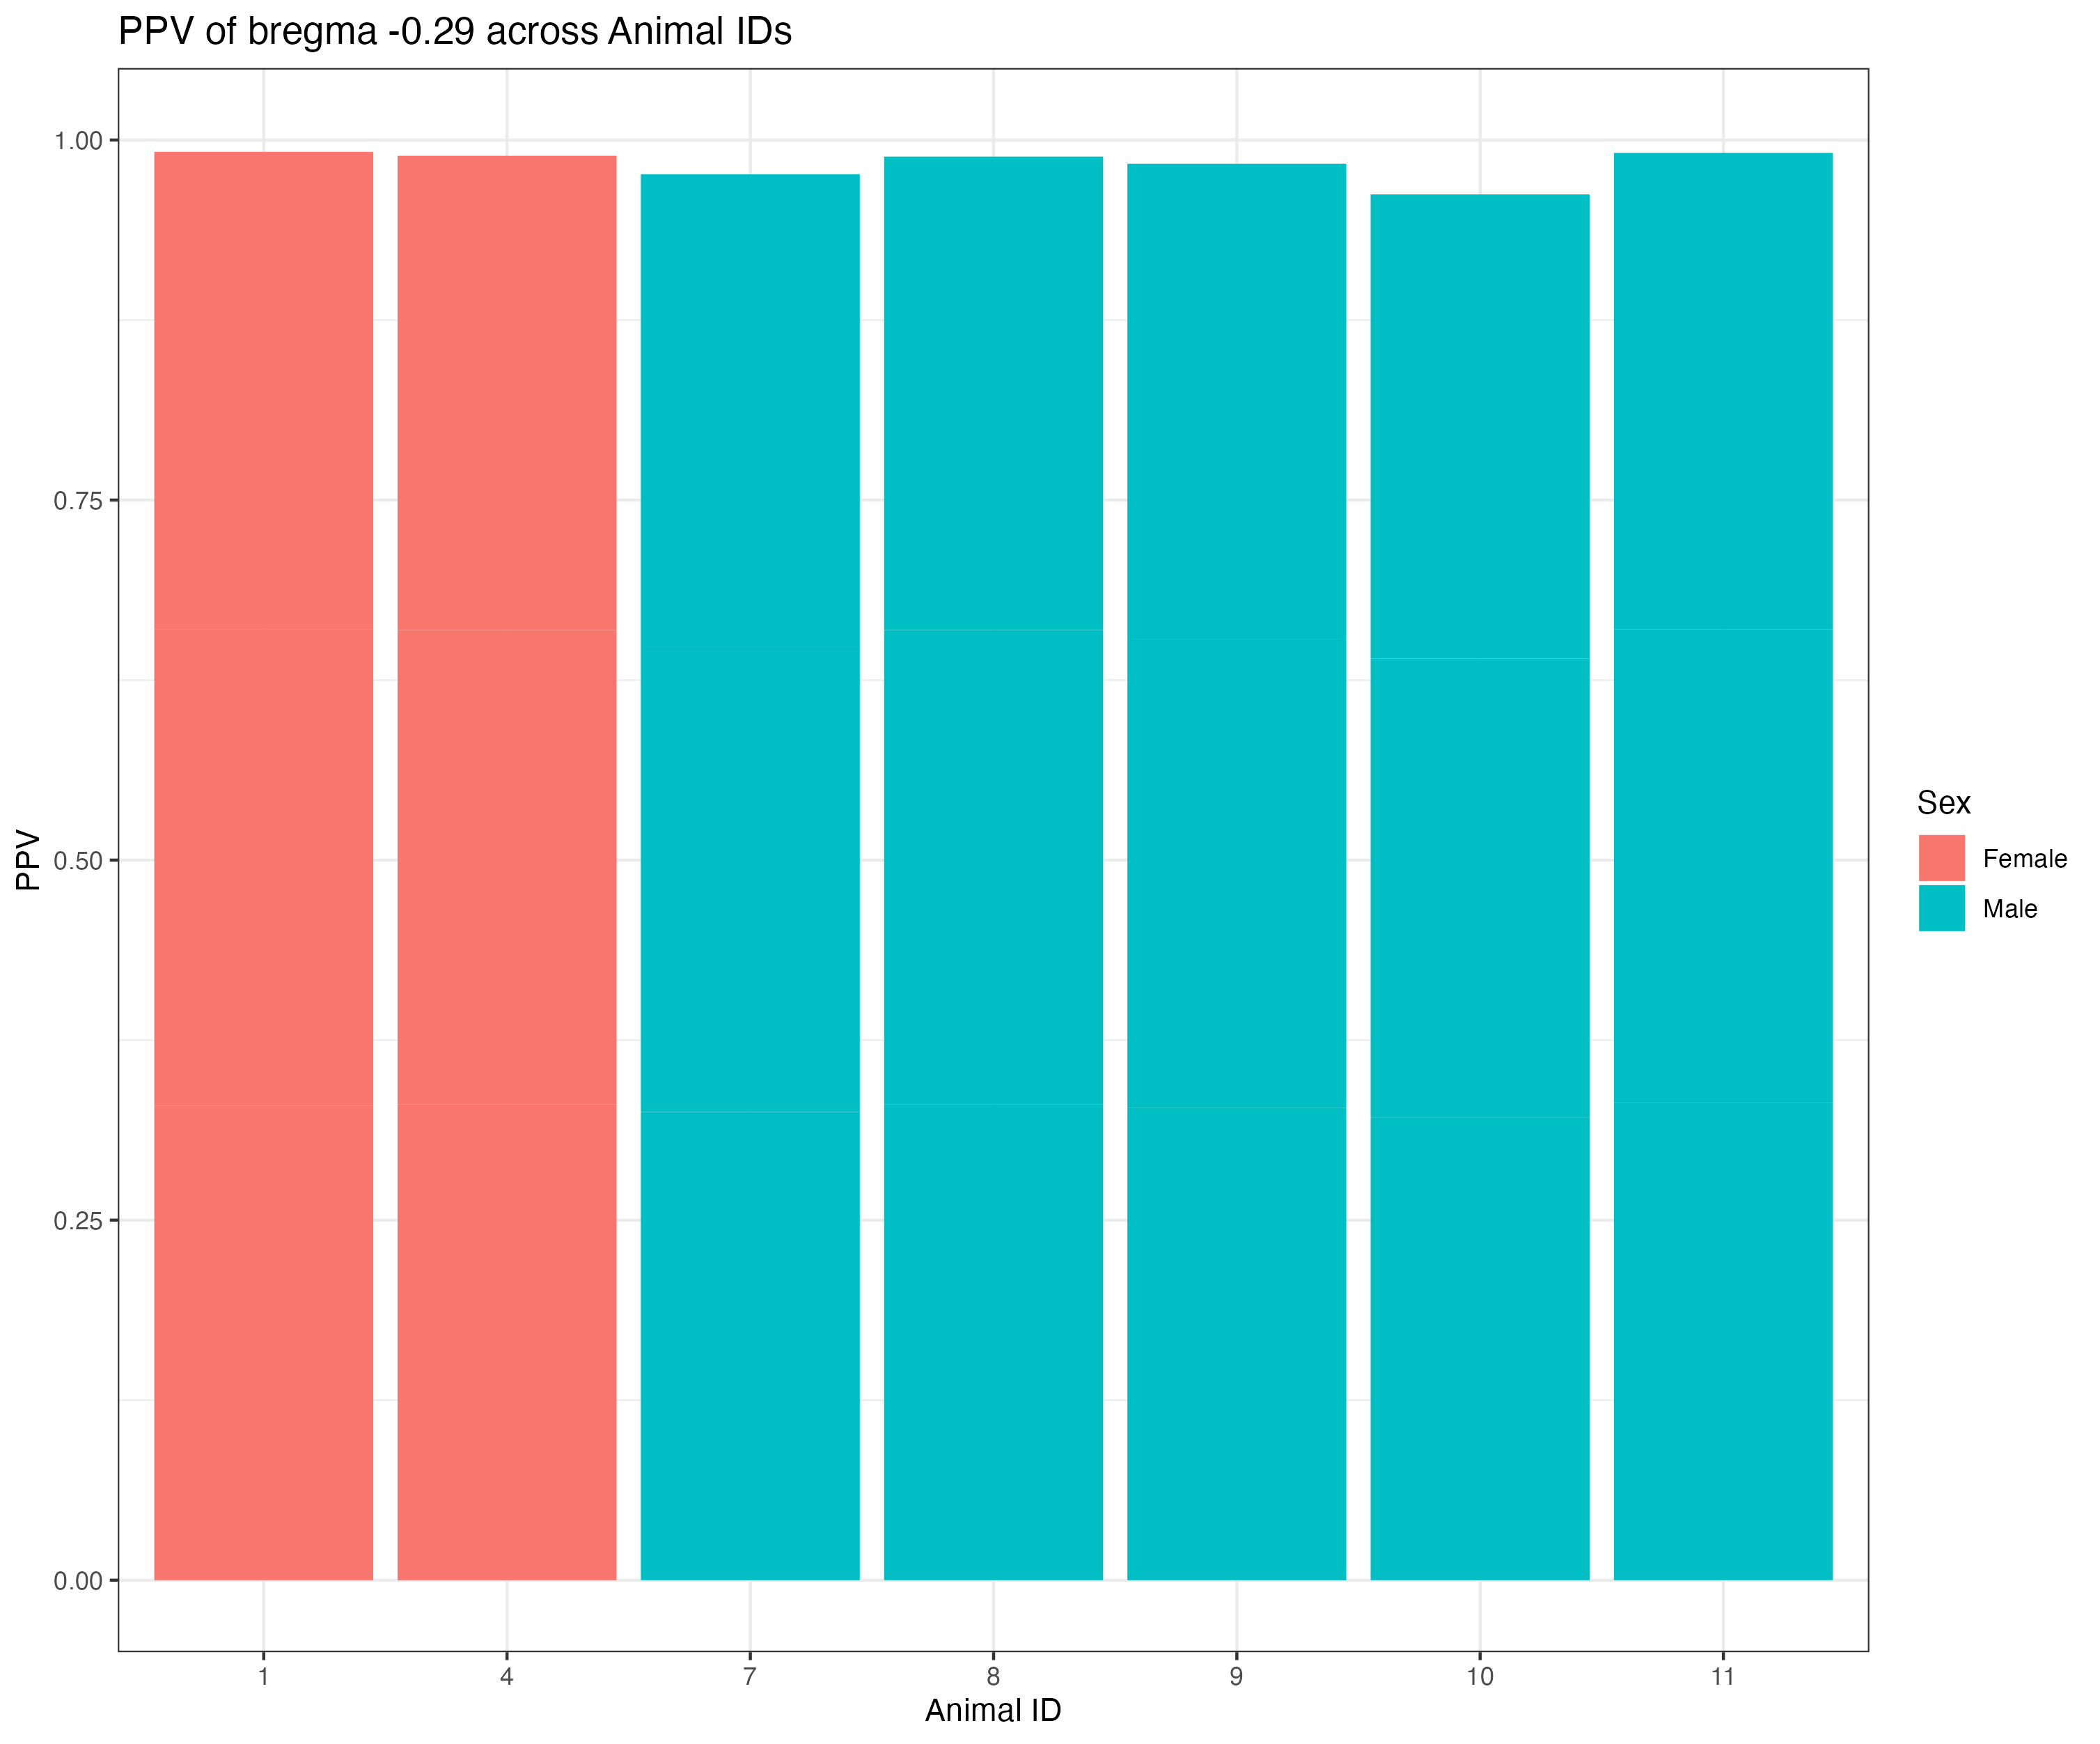 PPV of bregma -0.29 across Animal IDs
1.00
0.75
0.50
0.25
0.00
PPV
1 4 7 8 9 10 11
Animal ID
Sex
Female
Male